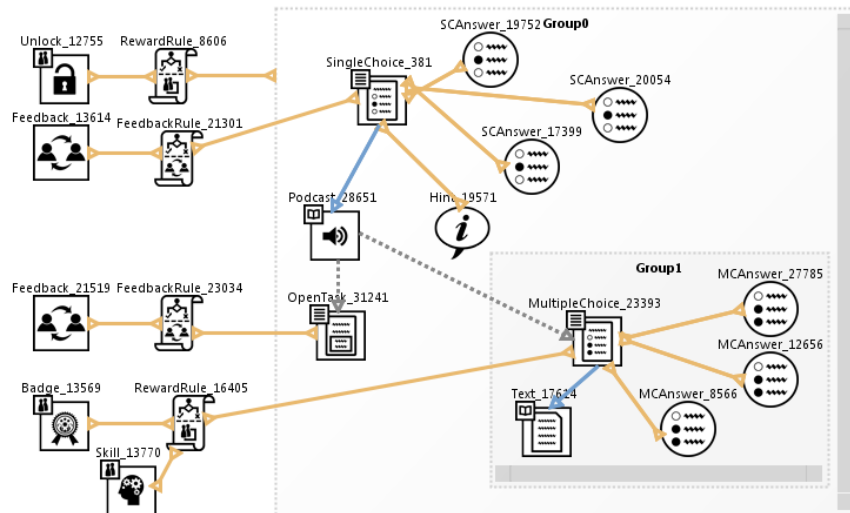 SCAnswer_19752
Group0
Unlock_12755
RewardRule_8606
SingleChoice_381
SCAnswer_20054
Feedback_13614
FeedbackRule_21301
SCAnswer_17399
Podcast_28651
Hint_19571
Group1
MCAnswer_27785
Feedback_21519
FeedbackRule_23034
OpenTask_31241
MultipleChoice_23393
MCAnswer_12656
Badge_13569
RewardRule_16405
Text_17614
MCAnswer_8566
Skill_13770